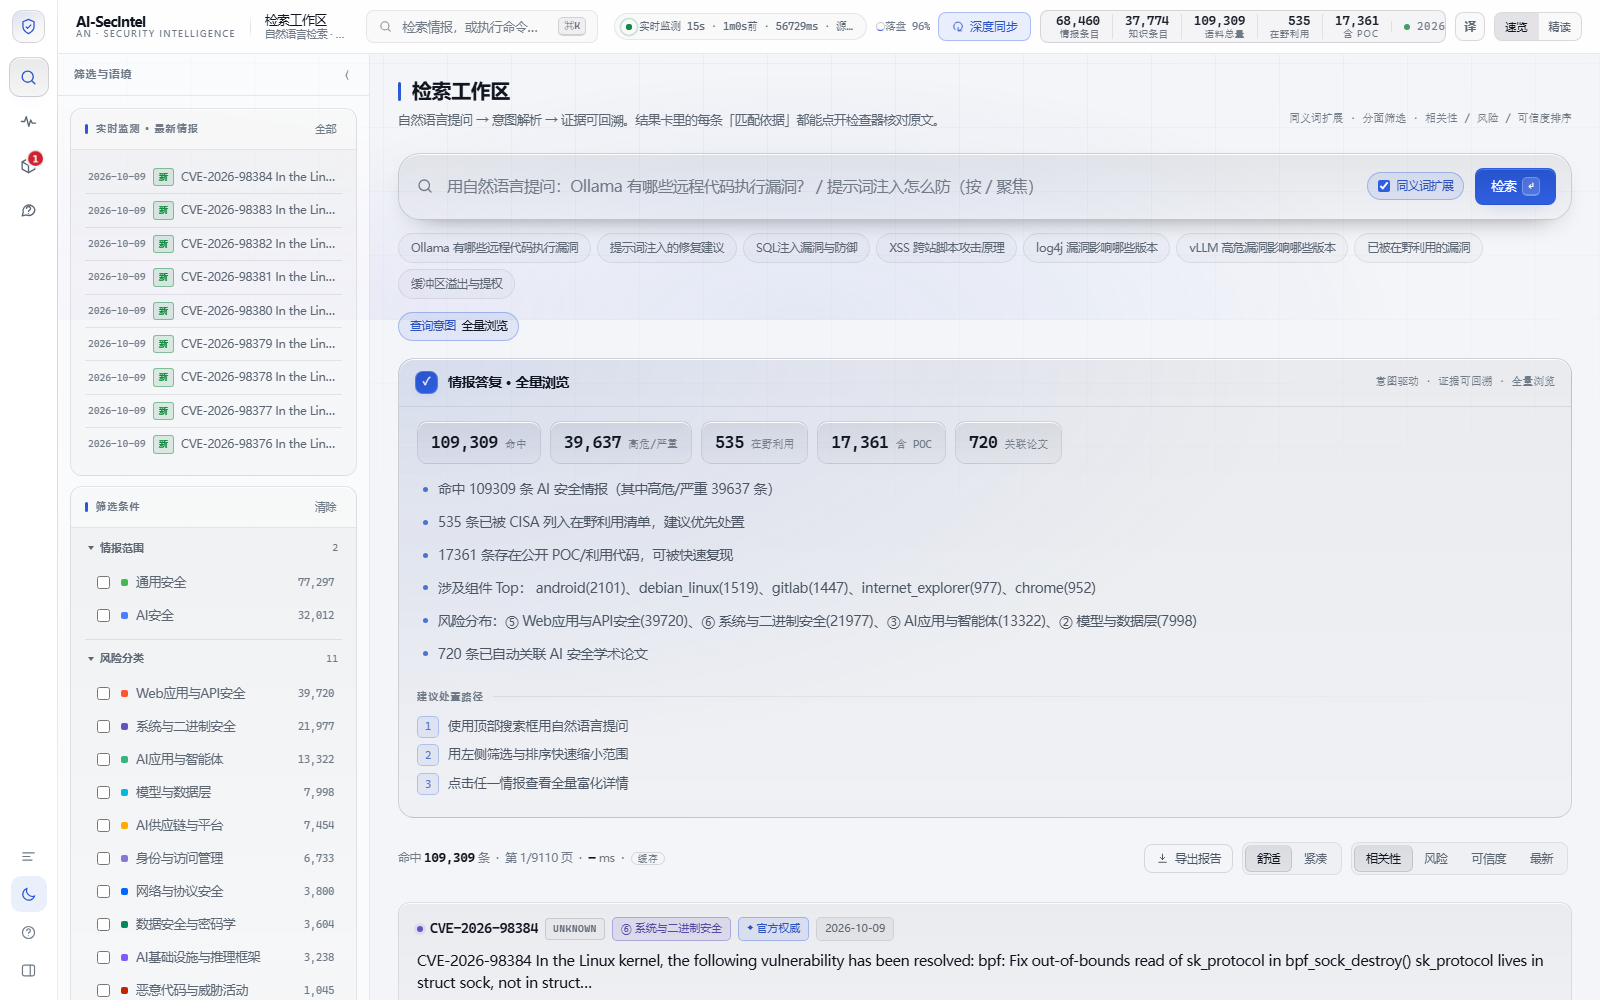 AI-SecIntel
AN · SECURITY INTELLIGENCE
检索工作区
自然语言检索 · ...
检索情报，或执行命令... ⌘K
实时监测 15s · 1m0s前 · 56729ms · 源...
落盘 96%
深度同步
68,460 情报条目
37,774 知识条目
109,309 语料总量
535 在野利用
17,361 含 POC
2026
译
速览 精读
筛选与语境
1
实时监测 • 最新情报 全部
2026-10-09 新 CVE-2026-98384 In the Lin...
2026-10-09 新 CVE-2026-98383 In the Lin...
2026-10-09 新 CVE-2026-98382 In the Lin...
2026-10-09 新 CVE-2026-98381 In the Lin...
2026-10-09 新 CVE-2026-98380 In the Lin...
2026-10-09 新 CVE-2026-98379 In the Lin...
2026-10-09 新 CVE-2026-98378 In the Lin...
2026-10-09 新 CVE-2026-98377 In the Lin...
2026-10-09 新 CVE-2026-98376 In the Lin...
筛选条件 清除
情报范围 2
通用安全 77,297
AI安全 32,012
风险分类 11
Web应用与API安全 39,720
系统与二进制安全 21,977
AI应用与智能体 13,322
模型与数据层 7,998
AI供应链与平台 7,454
身份与访问管理 6,733
网络与协议安全 3,800
数据安全与密码学 3,604
AI基础设施与推理框架 3,238
恶意代码与威胁活动 1,045
检索工作区
自然语言提问 → 意图解析 → 证据可回溯。结果卡里的每条「匹配依据」都能点开检查器核对原文。
同义词扩展 · 分面筛选 · 相关性 / 风险 / 可信度排序
用自然语言提问：Ollama 有哪些远程代码执行漏洞？ / 提示词注入怎么防（按 / 聚焦）
同义词扩展
检索 ↵
Ollama 有哪些远程代码执行漏洞
提示词注入的修复建议
SQL注入漏洞与防御
XSS 跨站脚本攻击原理
log4j 漏洞影响哪些版本
vLLM 高危漏洞影响哪些版本
已被在野利用的漏洞
缓冲区溢出与提权
查询意图 全量浏览
情报答复 • 全量浏览
意图驱动 · 证据可回溯 · 全量浏览
109,309 命中
39,637 高危/严重
535 在野利用
17,361 含 POC
720 关联论文
命中 109309 条 AI 安全情报（其中高危/严重 39637 条）
535 条已被 CISA 列入在野利用清单，建议优先处置
17361 条存在公开 POC/利用代码，可被快速复现
涉及组件 Top： android(2101)、debian_linux(1519)、gitlab(1447)、internet_explorer(977)、chrome(952)
风险分布：⑤ Web应用与API安全(39720)、⑥ 系统与二进制安全(21977)、③ AI应用与智能体(13322)、② 模型与数据层(7998)
720 条已自动关联 AI 安全学术论文
建议处置路径
1 使用顶部搜索框用自然语言提问
2 用左侧筛选与排序快速缩小范围
3 点击任一情报查看全量富化详情
命中 109,309 条 · 第 1/9110 页 · – ms · 缓存
导出报告
舒适 紧凑
相关性 风险 可信度 最新
CVE-2026-98384 UNKNOWN ⑥ 系统与二进制安全 ✦ 官方权威 2026-10-09
CVE-2026-98384 In the Linux kernel, the following vulnerability has been resolved: bpf: Fix out-of-bounds read of sk_protocol in bpf_sock_destroy() sk_protocol lives in
struct sock, not in struct...